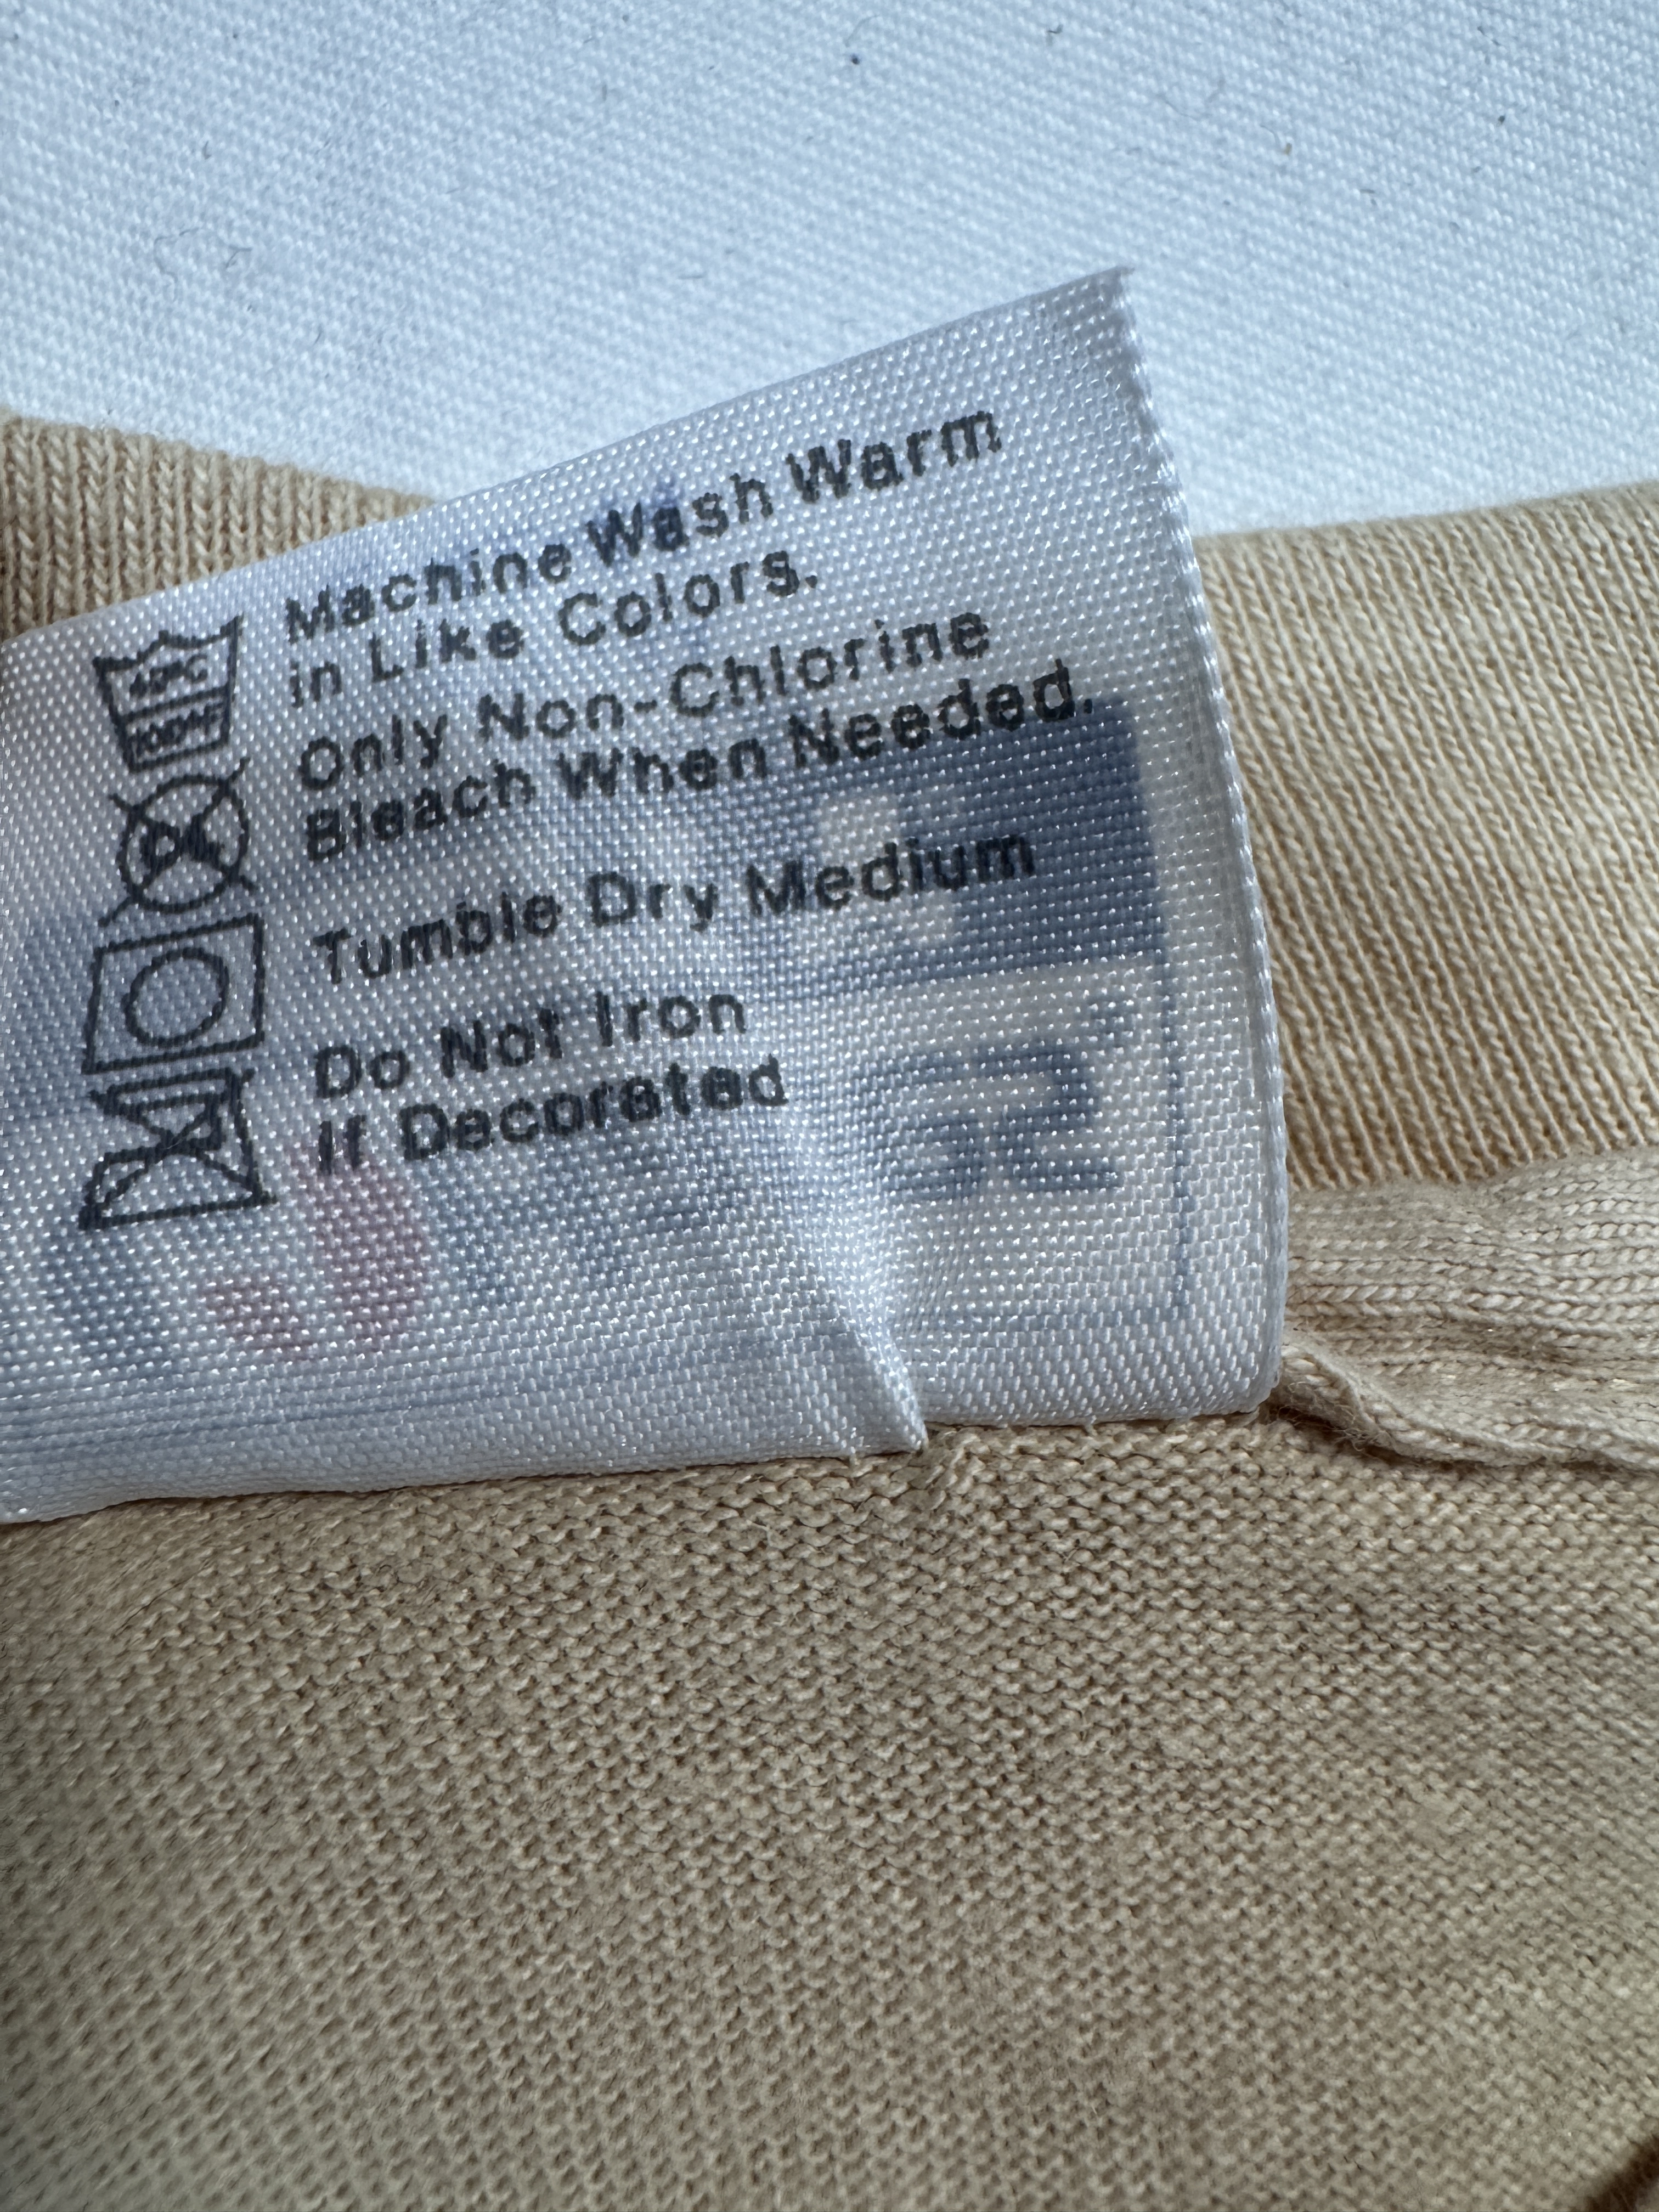 Machine Wash Warm
in Like Colors.
Only Non-Chlorine
Bleach When Needed.
Tumble Dry Medium
Do Not Iron
If Decorated